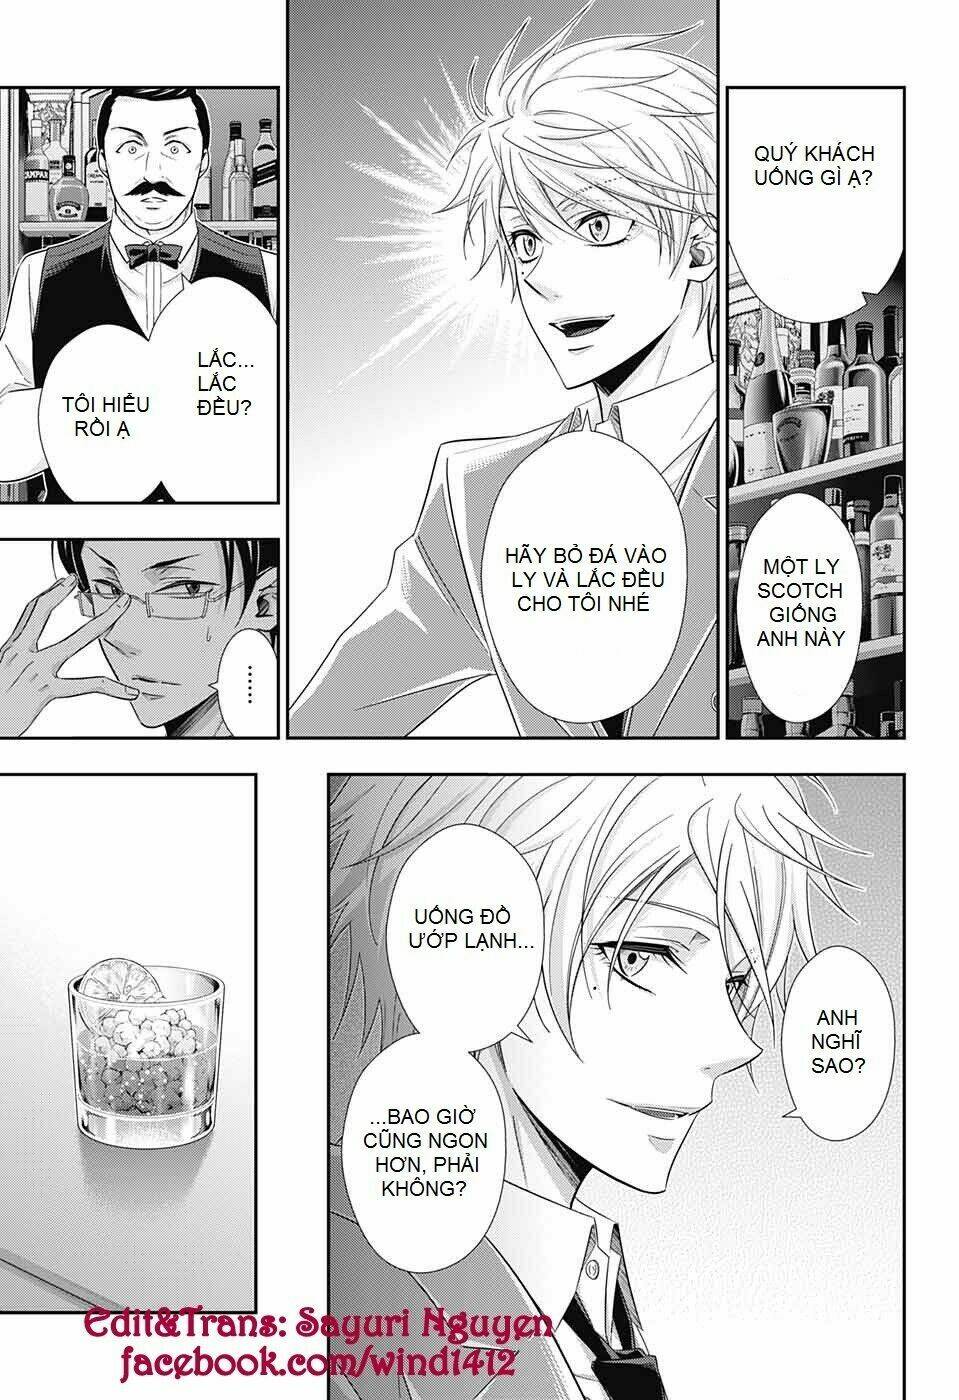 QUÝ KHÁCH
UỐNG GÌ Ạ?
MỘT LY
SCOTCH
GIỐNG
ANH NÀY
HÃY BỎ ĐÁ VÀO
LY VÀ LẮC ĐỀU
CHO TÔI NHÉ
CAMPAR
LẮC...
LẮC
ĐỀU?
TÔI HIỂU
RỒI Ạ
......
ANH
NGHĨ
SAO?
UỐNG ĐỒ
ƯỚP LẠNH...
...BAO GIỜ
CŨNG NGON
HƠN, PHẢI
KHÔNG?
Edit&Trans: Sayuri Nguyen
facebook.com/wind1412